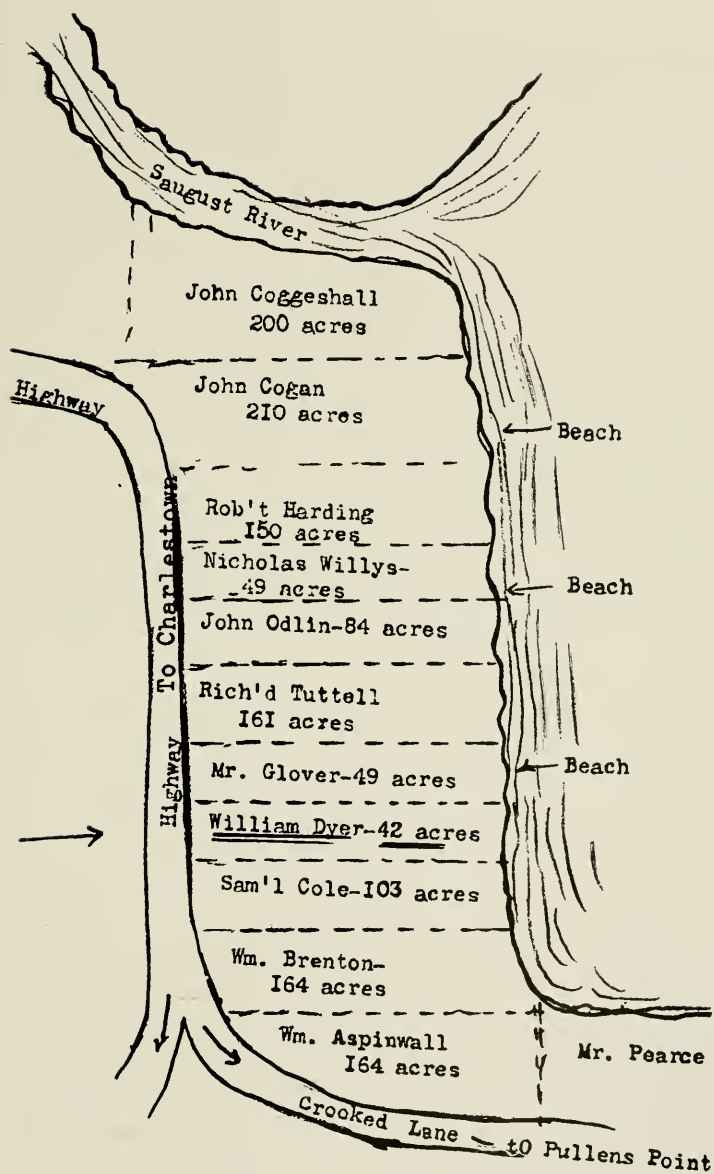 Saugust River
John Coggeshall
200 acres
John Cogan
210 acres
Highway
Beach
Rob't Harding
150 acres
Nicholas Willys-
49 acres
Beach
John Odlin-84 acres
Highway To Charlestown
Rich'd Tuttell
161 acres
Mr. Glover-49 acres
Beach
William Dyer-42 acres
Sam'l Cole-103 acres
Wm. Brenton-
164 acres
Wm. Aspinwall
164 acres
Mr. Pearce
Crooked Lane - to Pullens Point